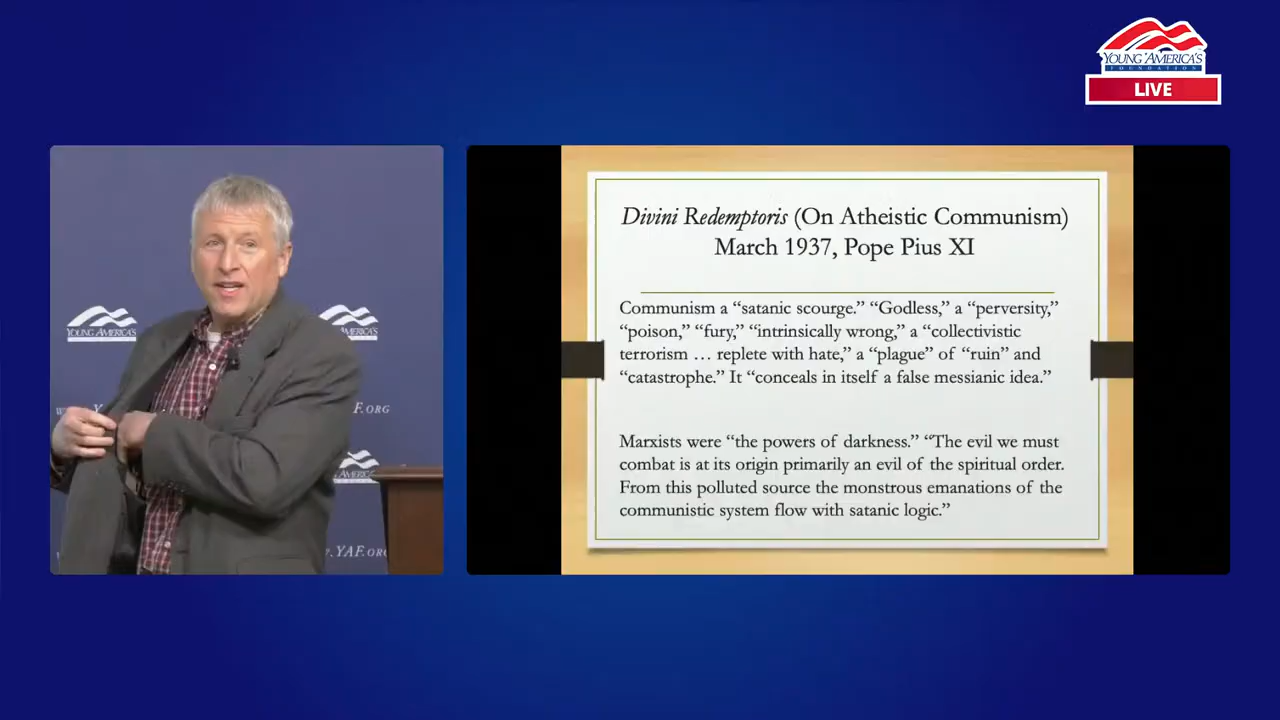 YOUNG AMERICA'S
FOUNDATION
LIVE
YOUNG AMERICA'S
YOUNG AMERICA'S
F.ORG
AMERICA'S
.YAF.ORG
Divini Redemptoris (On Atheistic Communism)
March 1937, Pope Pius XI
Communism a “satanic scourge.” “Godless,” a “perversity,”
“poison,” “fury,” “intrinsically wrong,” a “collectivistic
terrorism … replete with hate,” a “plague” of “ruin” and
“catastrophe.” It “conceals in itself a false messianic idea.”
Marxists were “the powers of darkness.” “The evil we must
combat is at its origin primarily an evil of the spiritual order.
From this polluted source the monstrous emanations of the
communistic system flow with satanic logic.”